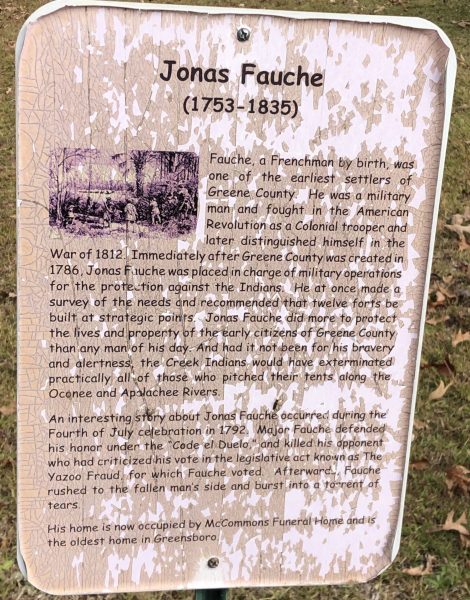 Jonas Fauche
(1753-1835)
Fauche, a Frenchman by birth, was
one of the earliest settlers of
Greene County. He was a military
man and fought in the American
Revolution as a Colonial trooper and
later distinguished himself in the
War of 1812. Immediately after Greene County was created in
1786, Jonas Fauche was placed in charge of military operations
for the protection against the Indians. He at once made a
survey of the needs and recommended that twelve forts be
built at strategic points. Jonas Fauche did more to protect
the lives and property of the early citizens of Greene County
than any man of his day. And had it not been for his bravery
and alertness, the Creek Indians would have exterminated
practically all of those who pitched their tents along the
Oconee and Apalachee Rivers.
An interesting story about Jonas Fauche occurred during the
Fourth of July celebration in 1792. Major Fauche defended
his honor under the "Code of Duelo," and killed his opponent
who had criticized his vote in the legislative act known as The
Yazoo Fraud, for which Fauche voted. Afterward, Fauche
rushed to the fallen man's side and burst into a torrent of
tears.
His home is now occupied by McCommons Funeral Home and is
the oldest home in Greensboro.